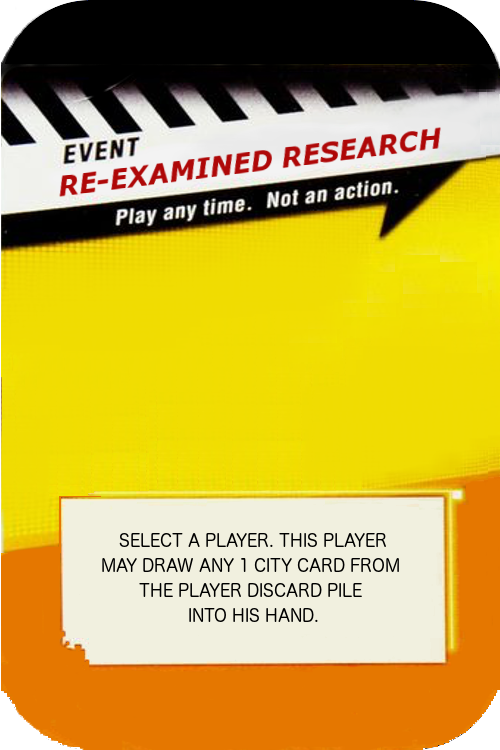 EVENT
RE-EXAMINED RESEARCH
Play any time. Not an action.
SELECT A PLAYER. THIS PLAYER
MAY DRAW ANY 1 CITY CARD FROM
THE PLAYER DISCARD PILE
INTO HIS HAND.